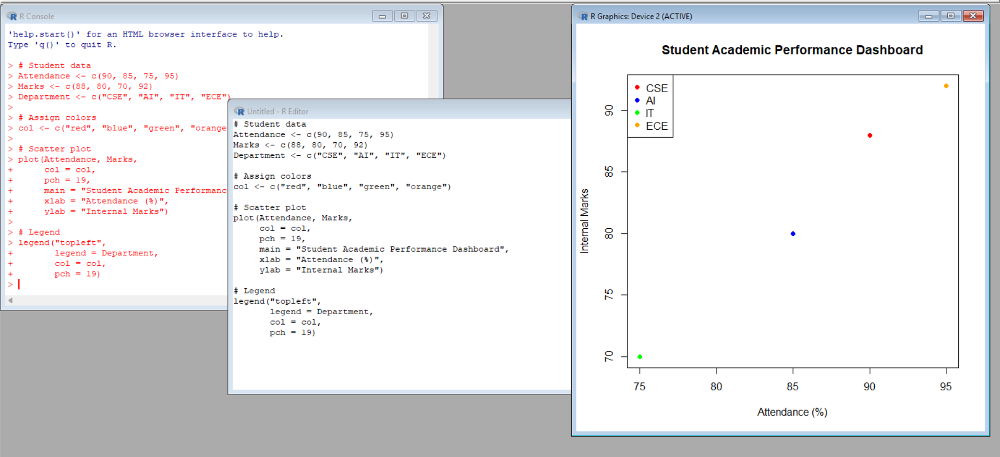 R Console
'help.start()' for an HTML browser interface to help.
Type 'q()' to quit R.
> # Student data
> Attendance <- c(90, 85, 75, 95)
> Marks <- c(88, 80, 70, 92)
> Department <- c("CSE", "AI", "IT", "ECE")
>
> # Assign colors
> col <- c("red", "blue", "green", "orange
>
> # Scatter plot
> plot(Attendance, Marks,
+      col = col,
+      pch = 19,
+      main = "Student Academic Performanc
+      xlab = "Attendance (%)",
+      ylab = "Internal Marks")
>
> # Legend
> legend("topleft",
+        legend = Department,
+        col = col,
+        pch = 19)
>
Untitled - R Editor
# Student data
Attendance <- c(90, 85, 75, 95)
Marks <- c(88, 80, 70, 92)
Department <- c("CSE", "AI", "IT", "ECE")
# Assign colors
col <- c("red", "blue", "green", "orange")
# Scatter plot
plot(Attendance, Marks,
     col = col,
     pch = 19,
     main = "Student Academic Performance Dashboard",
     xlab = "Attendance (%)",
     ylab = "Internal Marks")
# Legend
legend("topleft",
       legend = Department,
       col = col,
       pch = 19)
R Graphics: Device 2 (ACTIVE)
Student Academic Performance Dashboard
CSE
AI
IT
ECE
Internal Marks
90
85
80
75
70
75 80 85 90 95
Attendance (%)